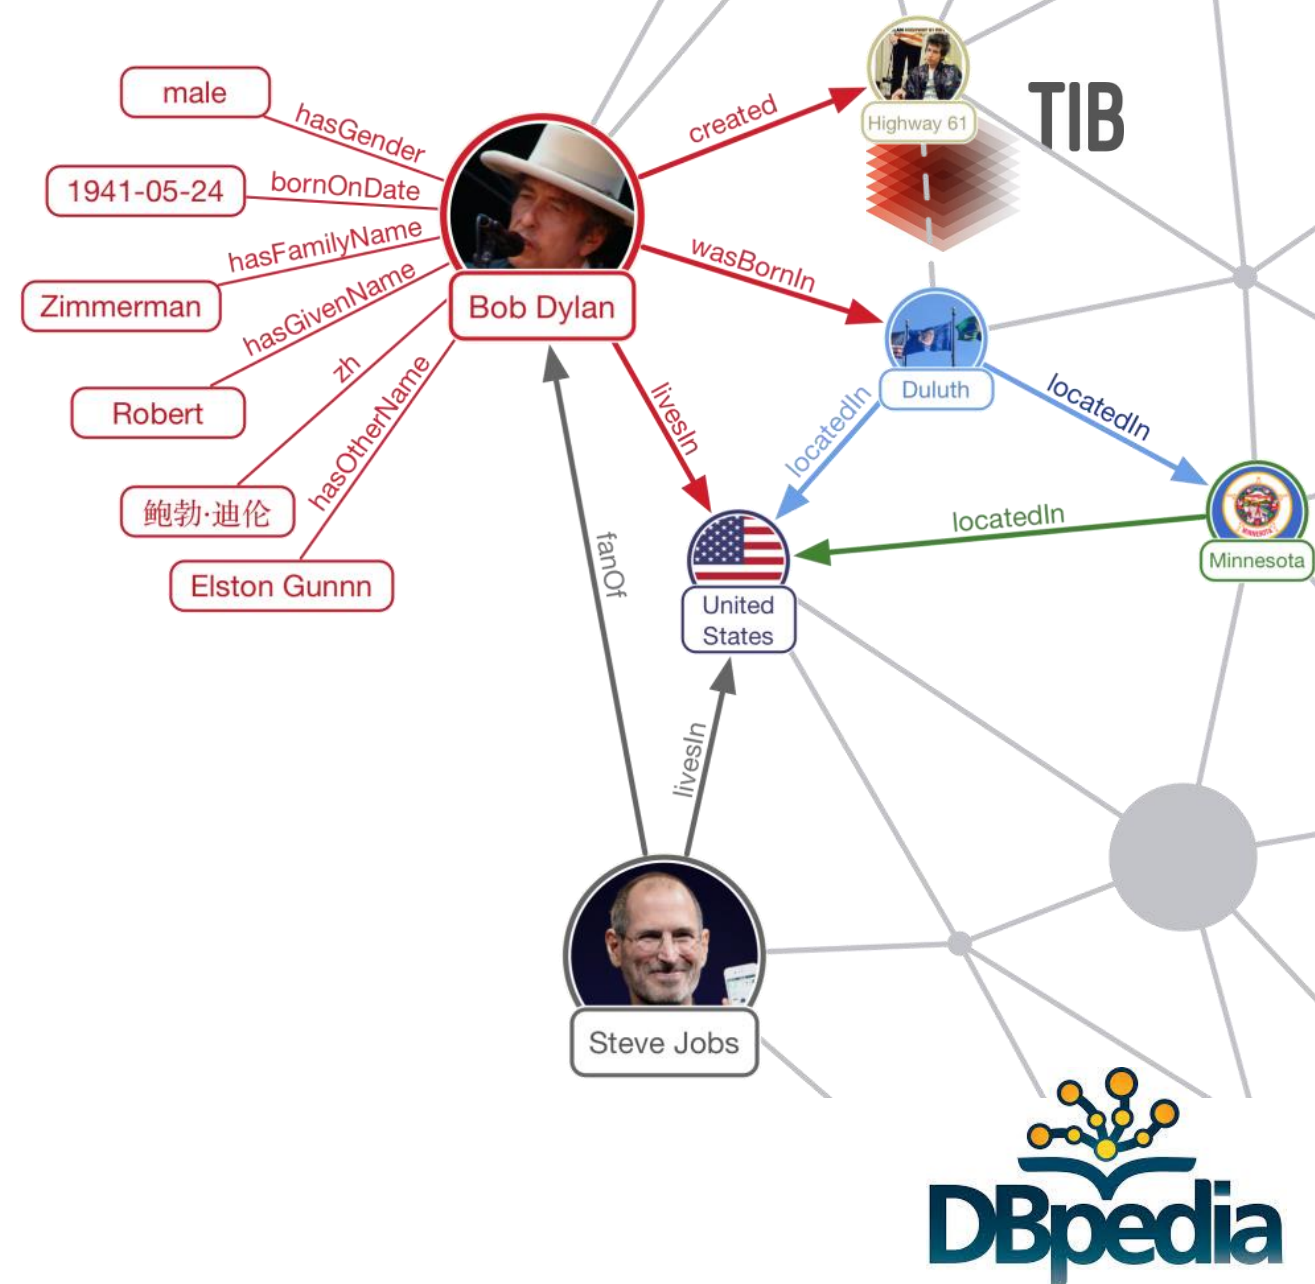 male
hasGender
1941-05-24
bornOnDate
hasFamilyName
Zimmerman
hasGivenName
Robert
zh
鲍勃·迪伦
hasOtherName
Elston Gunnn
Bob Dylan
created
Highway 61
TIB
wasBornIn
Duluth
livesIn
locatedIn
locatedIn
Minnesota
locatedIn
United
States
fanOf
livesIn
Steve Jobs
DBpedia